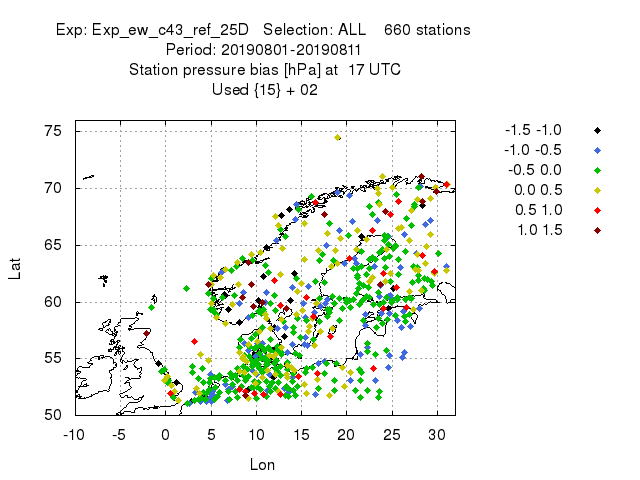 Exp: Exp_ew_c43_ref_25D Selection: ALL 660 stations
Period: 20190801-20190811
Station pressure bias [hPa] at 17 UTC
Used {15} + 02
-1.5 -1.0
-1.0 -0.5
-0.5 0.0
0.0 0.5
0.5 1.0
1.0 1.5
75
70
65
60
55
50
Lat
-10 -5 0 5 10 15 20 25 30
Lon